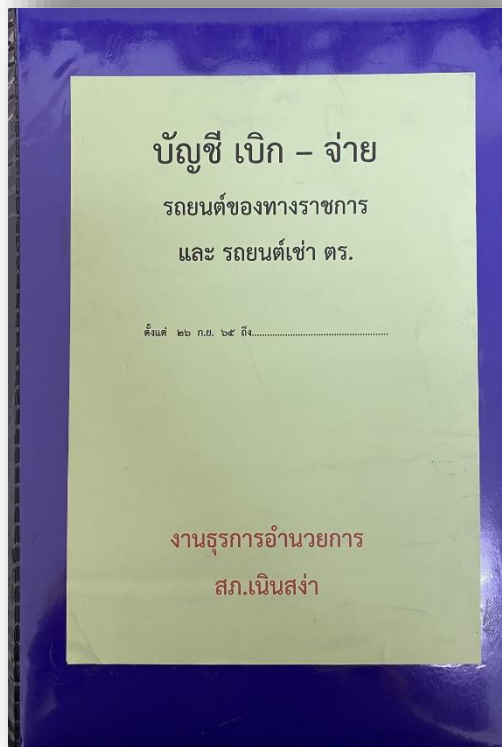 บัญชี เบิก – จ่าย
รถยนต์ของทางราชการ
และ รถยนต์เช่า ตร.
ตั้งแต่ ๒๖ ก.ย. ๖๕ ถึง..................................................
งานธุรการอำนวยการ
สภ.เนินสง่า